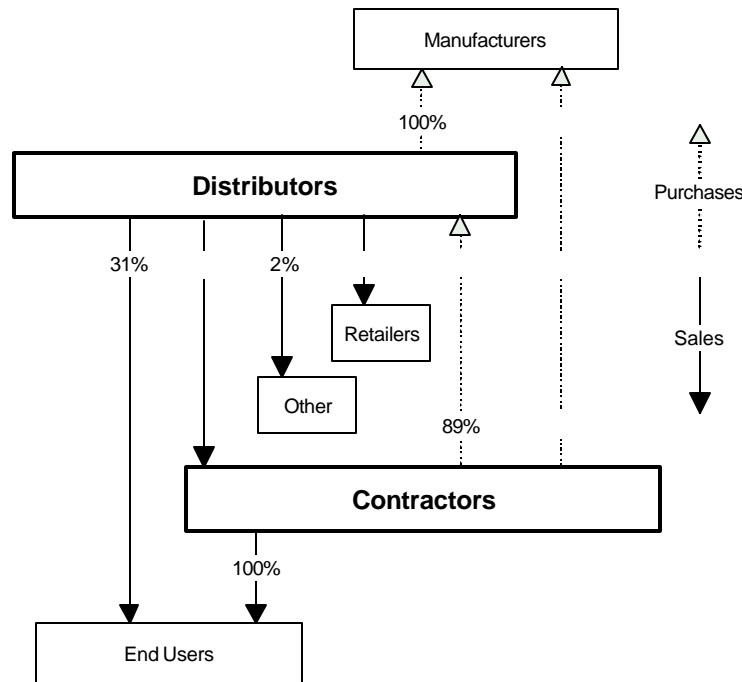 Manufacturers
100%
Distributors
Purchases
31%
2%
Retailers
Sales
Other
89%
Contractors
100%
End Users